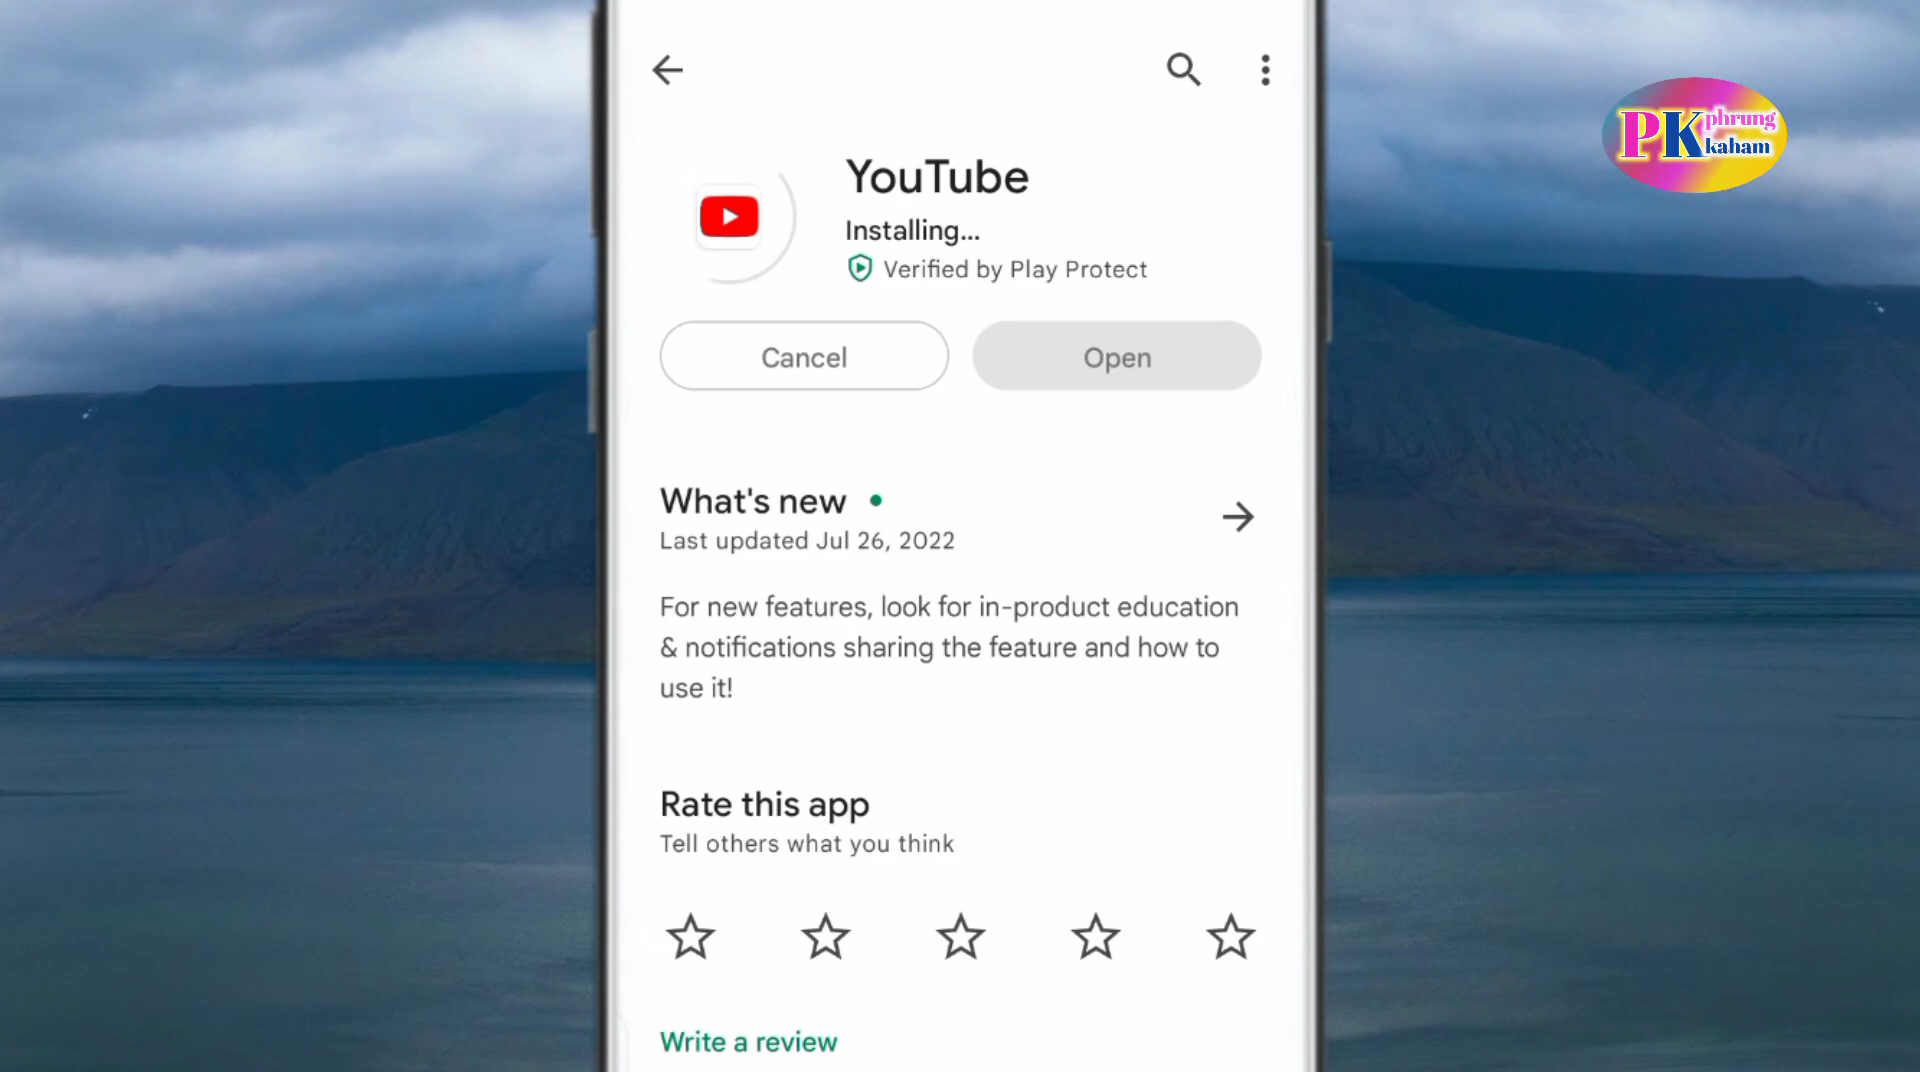 PK phrung
kaham
YouTube
Installing...
Verified by Play Protect
Cancel
Open
What's new
Last updated Jul 26, 2022
For new features, look for in-product education
& notifications sharing the feature and how to
use it!
Rate this app
Tell others what you think
Write a review